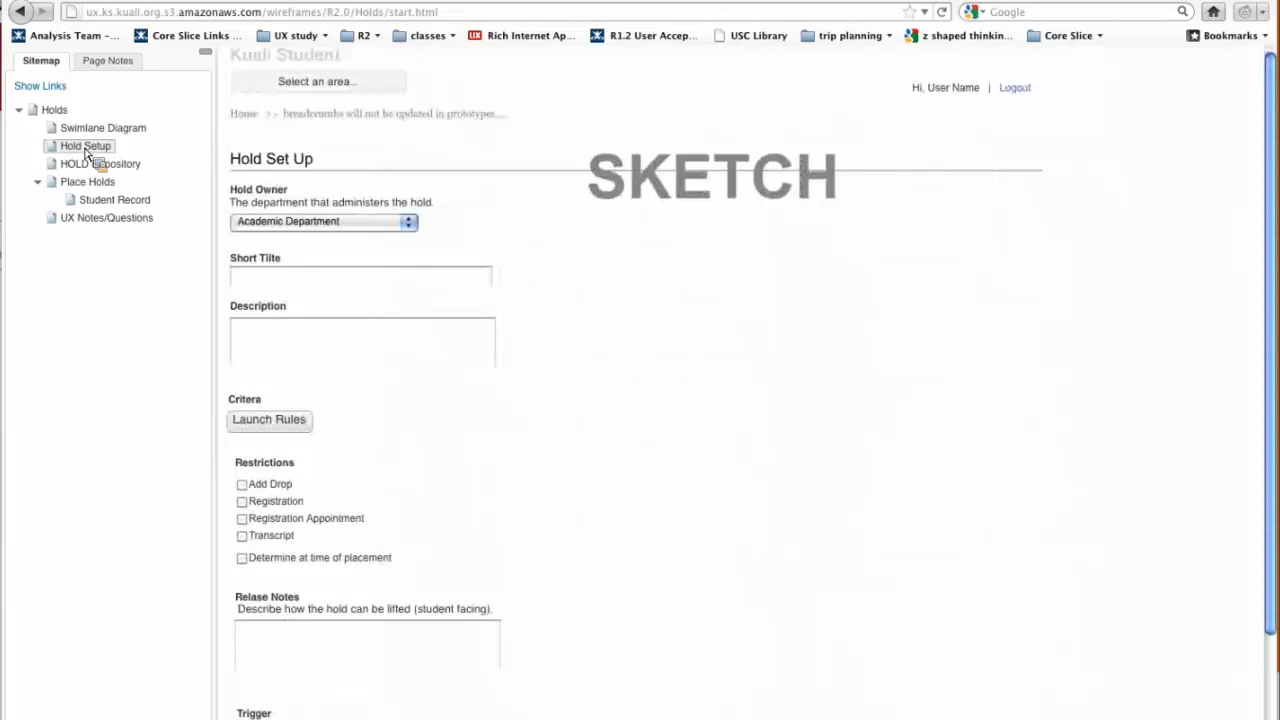 ux.ks.kuali.org.s3.amazonaws.com/wireframes/R2.0/Holds/start.html
Google
Analysis Team –...
Core Slice Links ...
UX study
R2
classes
UX Rich Internet Ap...
R1.2 User Accep...
USC Library
trip planning
z shaped thinkin...
Core Slice
Bookmarks
Sitemap
Page Notes
Show Links
Holds
Swimlane Diagram
Hold Setup
HOLD
Place Holds
Student Record
UX Notes/Questions
Kuali Student
Select an area...
Hi, User Name | Logout
Home >> breadcrumbs will not be updated in prototypes....
Hold Set Up
SKETCH
Hold Owner
The department that administers the hold.
Academic Department
Short Tilte
Description
Critera
Launch Rules
Restrictions
Add Drop
Registration
Registration Appointment
Transcript
Determine at time of placement
Relase Notes
Describe how the hold can be lifted (student facing).
Trigger